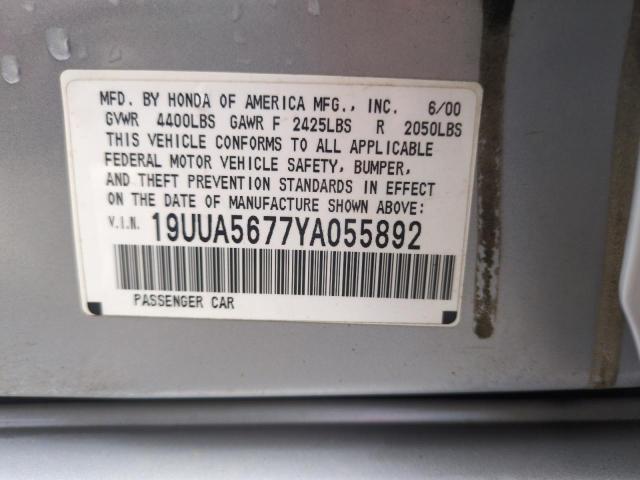 MFD. BY HONDA OF AMERICA MFG., INC. 6/00
GVWR 4400LBS GAWR F 2425LBS R 2050LBS
THIS VEHICLE CONFORMS TO ALL APPLICABLE
FEDERAL MOTOR VEHICLE SAFETY, BUMPER,
AND THEFT PREVENTION STANDARDS IN EFFECT
ON THE DATE OF MANUFACTURE SHOWN ABOVE:
V.I.N. 19UUA5677YA055892
PASSENGER CAR